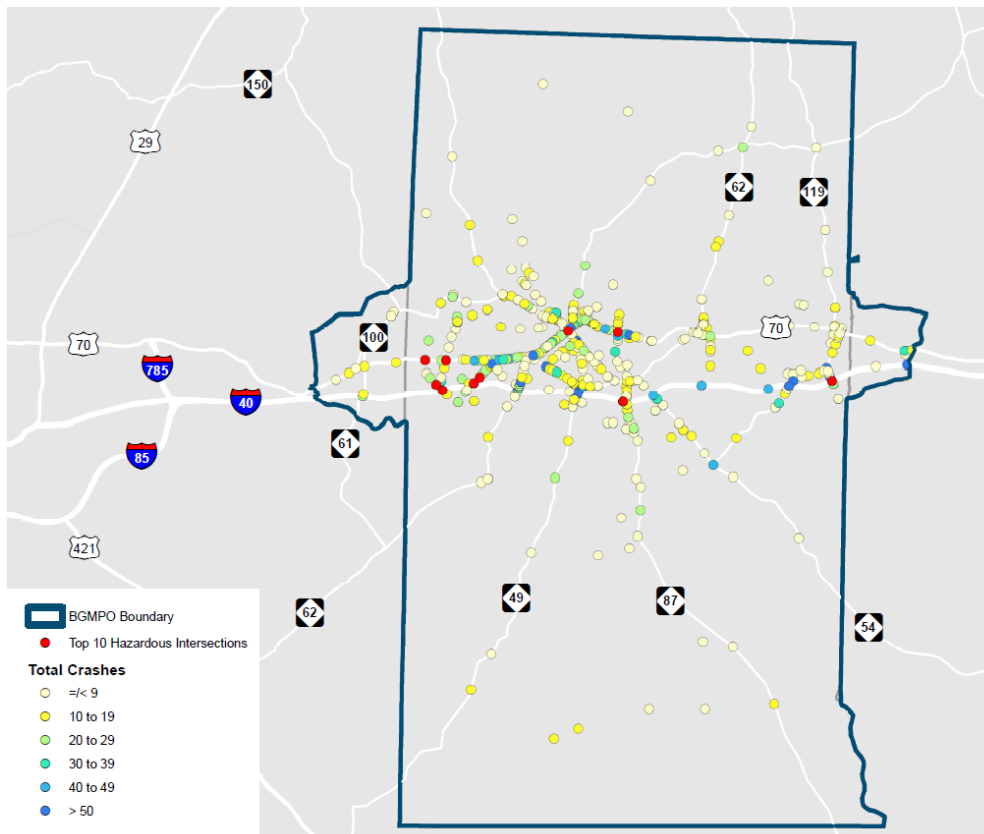 150
29
62
119
70
100
70
785
40
61
85
421
49
87
62
54
BGMPO Boundary
Top 10 Hazardous Intersections
Total Crashes
=/< 9
10 to 19
20 to 29
30 to 39
40 to 49
> 50